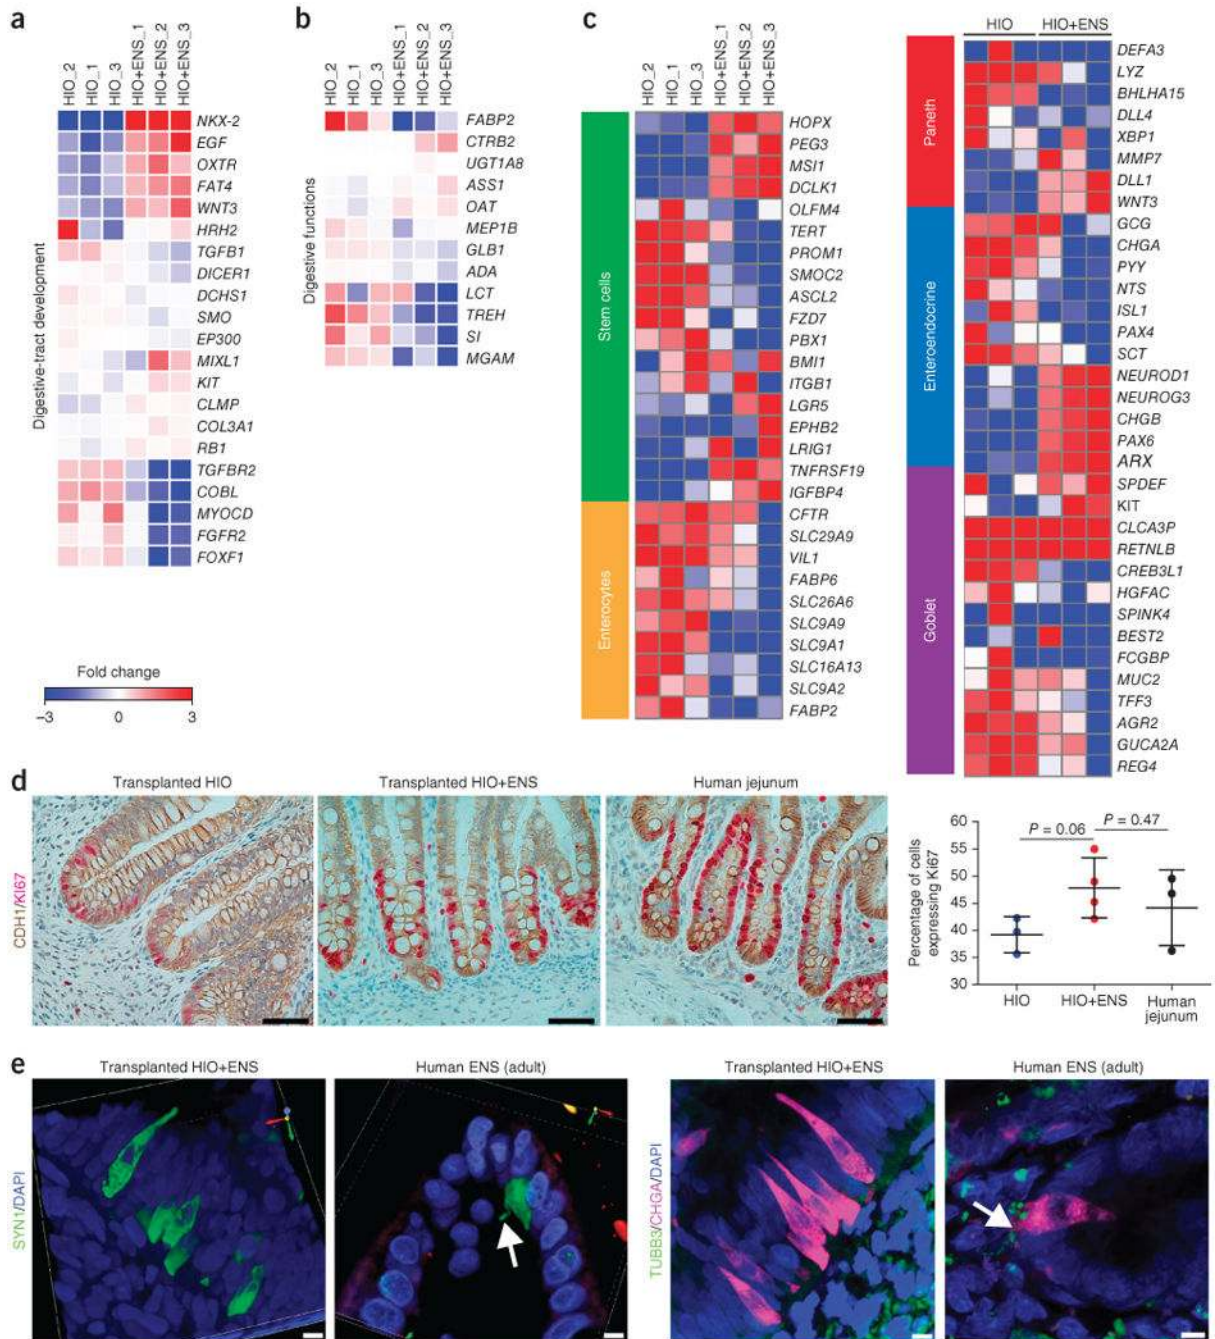 a
HIO_2
HIO_1
HIO_3
HIO+ENS_1
HIO+ENS_2
HIO+ENS_3
Digestive-tract development
NKX-2
EGF
OXTR
FAT4
WNT3
HRH2
TGFB1
DICER1
DCHS1
SMO
EP300
MIXL1
KIT
CLMP
COL3A1
RB1
TGFBR2
COBL
MYOCD
FGFR2
FOXF1
Fold change
–3
0
3
b
HIO_2
HIO_1
HIO_3
HIO+ENS_1
HIO+ENS_2
HIO+ENS_3
Digestive functions
FABP2
CTRB2
UGT1A8
ASS1
OAT
MEP1B
GLB1
ADA
LCT
TREH
SI
MGAM
c
HIO_2
HIO_1
HIO_3
HIO+ENS_1
HIO+ENS_2
HIO+ENS_3
Stem cells
HOPX
PEG3
MSI1
DCLK1
OLFM4
TERT
PROM1
SMOC2
ASCL2
FZD7
PBX1
BMI1
ITGB1
LGR5
EPHB2
LRIG1
TNFRSF19
IGFBP4
Enterocytes
CFTR
SLC29A9
VIL1
FABP6
SLC26A6
SLC9A9
SLC9A1
SLC16A13
SLC9A2
FABP2
HIO
HIO+ENS
Paneth
DEFA3
LYZ
BHLHA15
DLL4
XBP1
MMP7
DLL1
WNT3
Enteroendocrine
GCG
CHGA
PYY
NTS
ISL1
PAX4
SCT
NEUROD1
NEUROG3
CHGB
PAX6
ARX
Goblet
SPDEF
KIT
CLCA3P
RETNLB
CREB3L1
HGFAC
SPINK4
BEST2
FCGBP
MUC2
TFF3
AGR2
GUCA2A
REG4
d
Transplanted HIO
Transplanted HIO+ENS
Human jejunum
CDH1/KI67
Percentage of cells
expressing Ki67
60
55
50
45
40
35
30
P = 0.06
P = 0.47
HIO
HIO+ENS
Human
jejunum
e
Transplanted HIO+ENS
Human ENS (adult)
Transplanted HIO+ENS
Human ENS (adult)
SYN1/DAPI
TUBB3/CHGA/DAPI